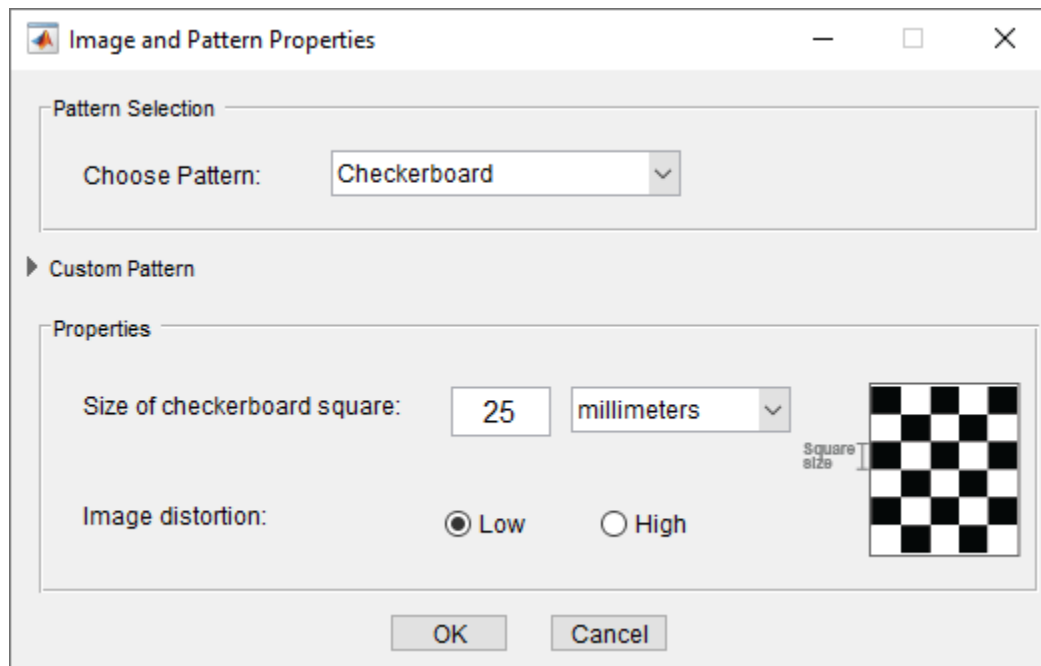 Image and Pattern Properties
Pattern Selection
Choose Pattern: Checkerboard
Custom Pattern
Properties
Size of checkerboard square: 25 millimeters
Square
size
Image distortion: Low High
OK Cancel